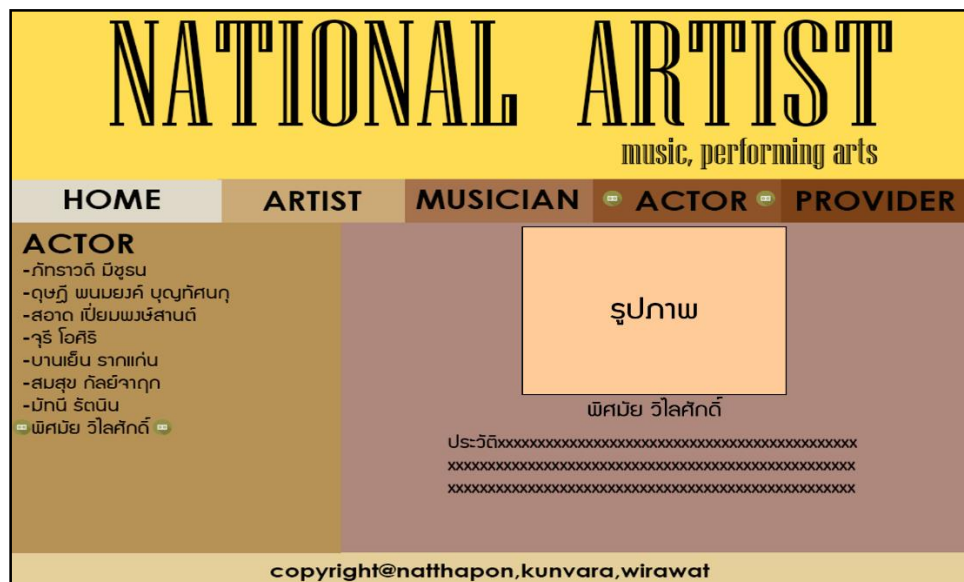 NATIONAL ARTIST
music, performing arts
HOME ARTIST MUSICIAN ACTOR PROVIDER
ACTOR
-ภัทราวดี มีชูธน
-ดุษฎี พนมยงค์ บุญทัศนกุ
-สอาด เปี่ยมพงษ์สานต์
-จุรี โอศิริ
-บานเย็น รากแก่น
-สมสุข กัลย์จาฤก
-มัทนี รัตนิน
พิศมัย วิไลศักดิ์
รูปภาพ
พิศมัย วิไลศักดิ์
ประวัติxxxxxxxxxxxxxxxxxxxxxxxxxxxxxxxxxxxxxxxxxxxxx
xxxxxxxxxxxxxxxxxxxxxxxxxxxxxxxxxxxxxxxxxxxxxxxxxxx
xxxxxxxxxxxxxxxxxxxxxxxxxxxxxxxxxxxxxxxxxxxxxxxxxxx
copyright@natthapon,kunvara,wirawat